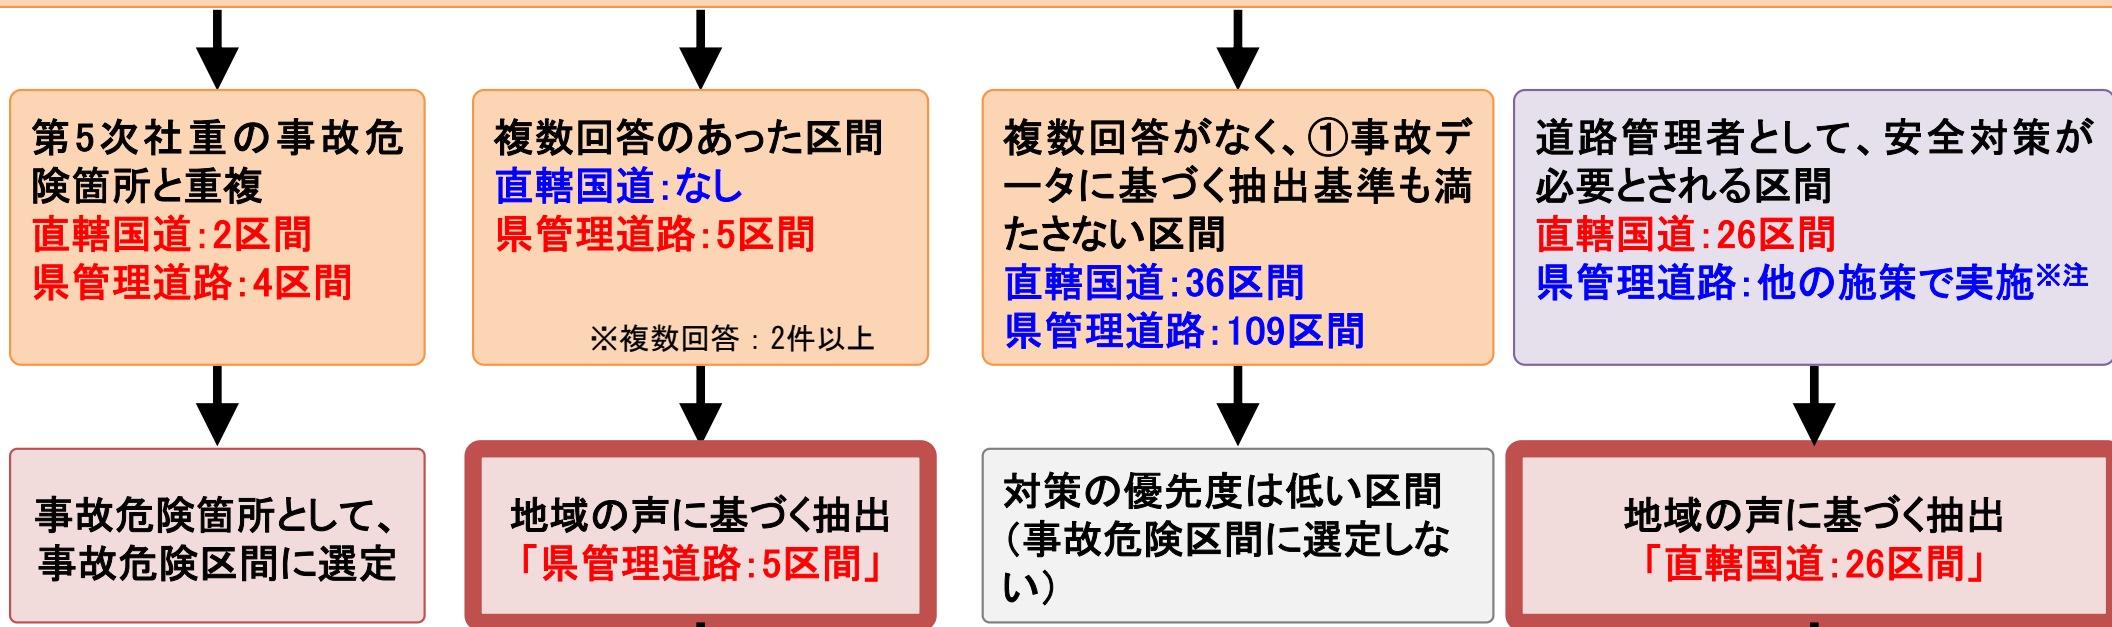 第5次社重の事故危
険箇所と重複
直轄国道:2区間
県管理道路:4区間
複数回答のあった区間
直轄国道:なし
県管理道路:5区間
※複数回答:2件以上
複数回答がなく、①事故デ
ータに基づく抽出基準も満
たさない区間
直轄国道:36区間
県管理道路:109区間
道路管理者として、安全対策が
必要とされる区間
直轄国道:26区間
県管理道路:他の施策で実施※注
事故危険箇所として、
事故危険区間に選定
地域の声に基づく抽出
「県管理道路:5区間」
対策の優先度は低い区間
(事故危険区間に選定しな
い)
地域の声に基づく抽出
「直轄国道:26区間」